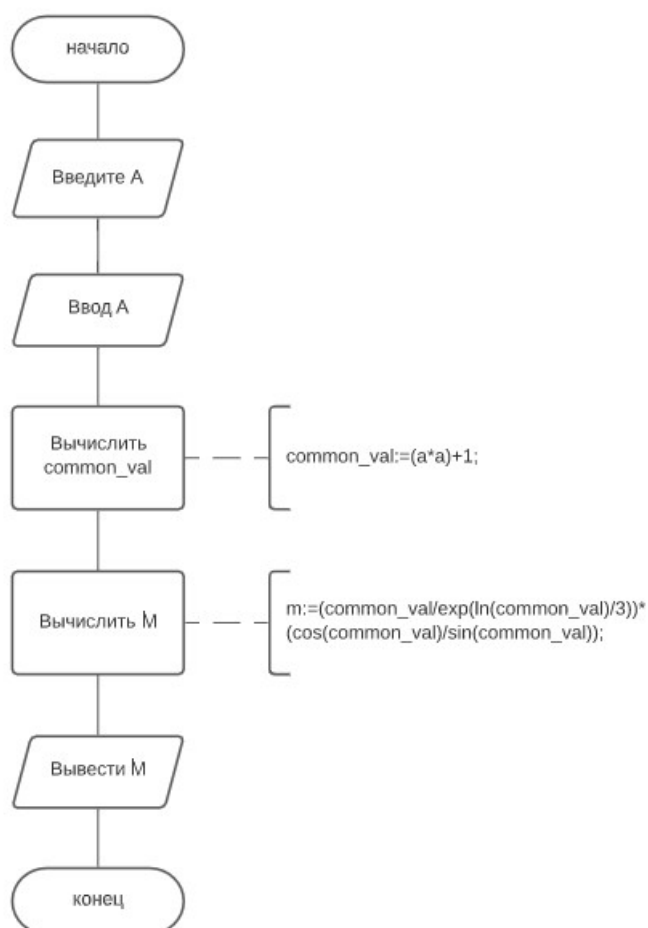 начало
Введите А
Ввод А
Вычислить
common_val
common_val:=(a*a)+1;
Вычислить М
m:=(common_val/exp(ln(common_val)/3))*
(cos(common_val)/sin(common_val));
Вывести М
конец